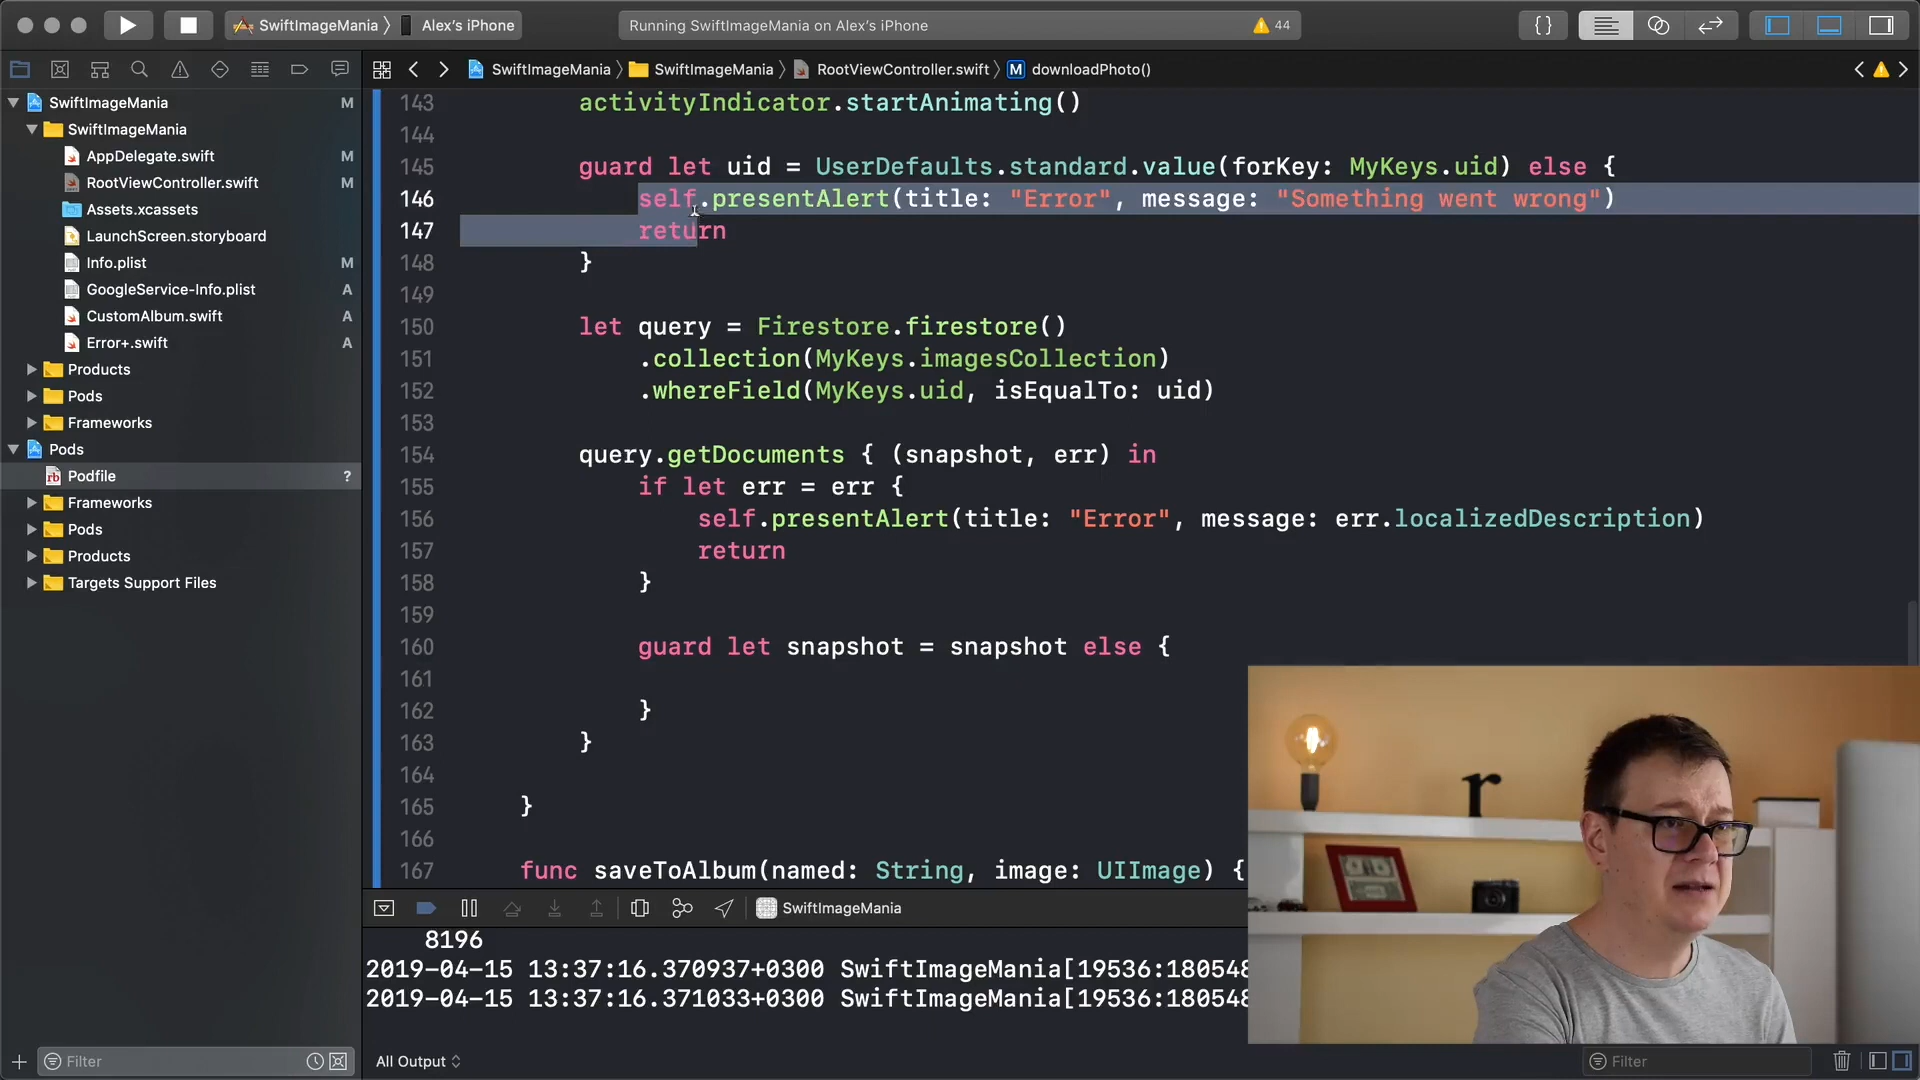 SwiftImageMania
Alex's iPhone
Running SwiftImageMania on Alex's iPhone
44
SwiftImageMania
SwiftImageMania
RootViewController.swift
M downloadPhoto()
SwiftImageMania M
SwiftImageMania
AppDelegate.swift M
RootViewController.swift M
Assets.xcassets
LaunchScreen.storyboard
Info.plist M
GoogleService-Info.plist A
CustomAlbum.swift A
Error+.swift A
Products
Pods
Frameworks
Pods
rb Podfile ?
Frameworks
Pods
Products
Targets Support Files
Filter
143 activityIndicator.startAnimating()
144
145 guard let uid = UserDefaults.standard.value(forKey: MyKeys.uid) else {
146 self.presentAlert(title: "Error", message: "Something went wrong")
147 return
148 }
149
150 let query = Firestore.firestore()
151 .collection(MyKeys.imagesCollection)
152 .whereField(MyKeys.uid, isEqualTo: uid)
153
154 query.getDocuments { (snapshot, err) in
155 if let err = err {
156 self.presentAlert(title: "Error", message: err.localizedDescription)
157 return
158 }
159
160 guard let snapshot = snapshot else {
161
162 }
163 }
164
165 }
166
167 func saveToAlbum(named: String, image: UIImage) {
SwiftImageMania
8196
2019-04-15 13:37:16.370937+0300 SwiftImageMania[19536:180548
2019-04-15 13:37:16.371033+0300 SwiftImageMania[19536:180548
All Output
Filter